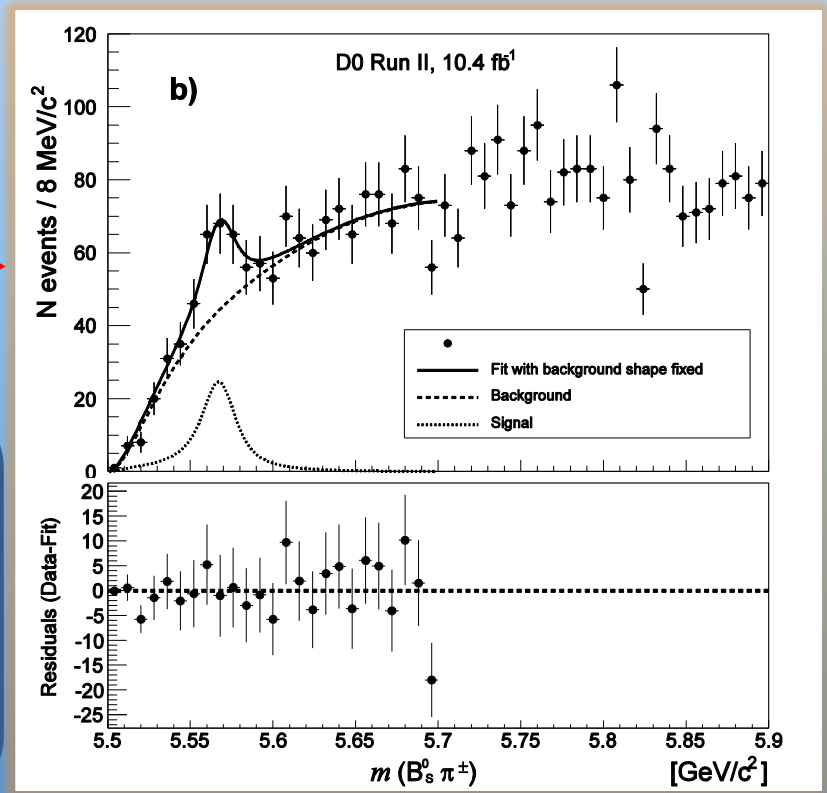 120
100
80
60
40
20
0
N events / 8 MeV/c²
D0 Run II, 10.4 fb⁻¹
b)
Fit with background shape fixed
Background
Signal
20
15
10
5
0
-5
-10
-15
-20
-25
Residuals (Data-Fit)
5.5 5.55 5.6 5.65 5.7 5.75 5.8 5.85 5.9
m (B⁰ₛ π±) [GeV/c²]